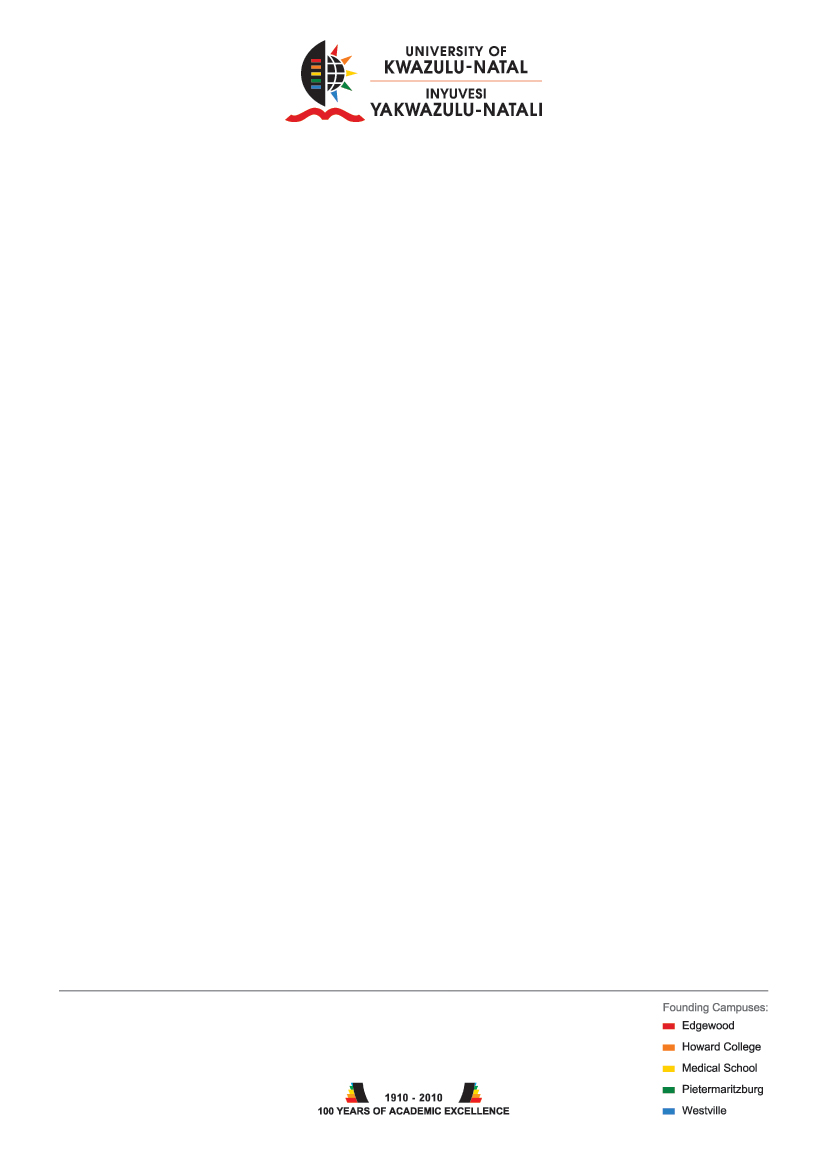 UNIVERSITY OF
KWAZULU-NATAL
INYUVESI
YAKWAZULU-NATALI
Founding Campuses:
Edgewood
Howard College
Medical School
Pietermaritzburg
Westville
1910 - 2010
100 YEARS OF ACADEMIC EXCELLENCE